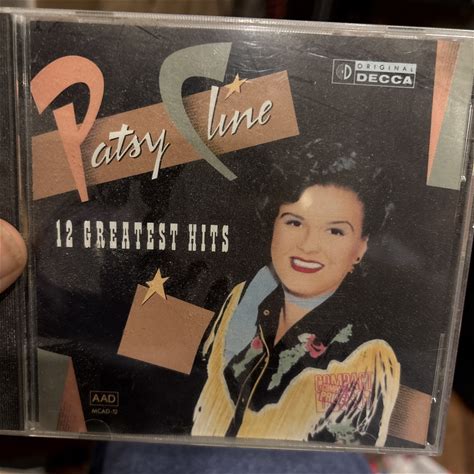 ORIGINAL
DECCA
Patsy Cline
12 GREATEST HITS
AAD
MCAD-12